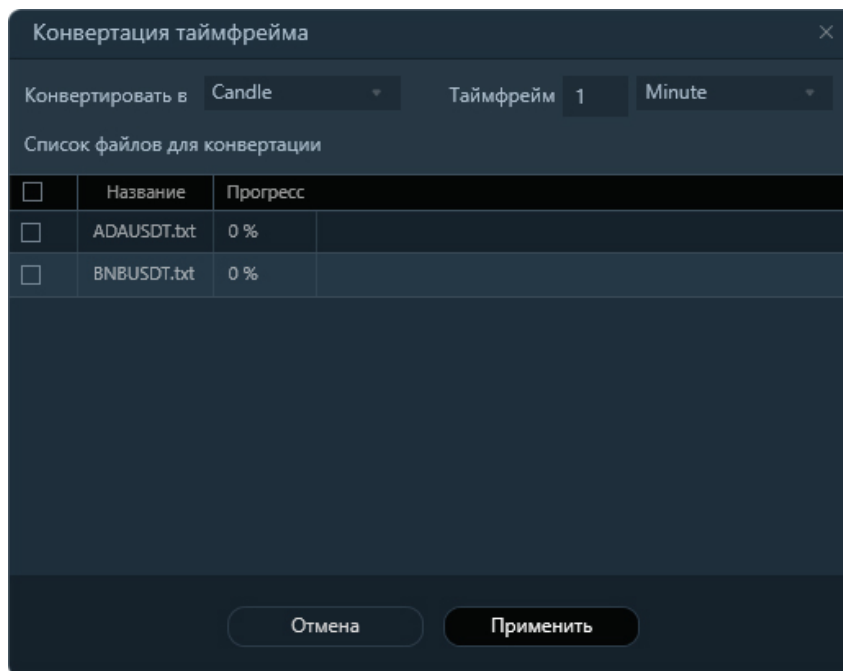 Конвертация таймфрейма
Конвертировать в Candle Таймфрейм 1 Minute
Список файлов для конвертации
Название Прогресс
ADAUSDT.txt 0 %
BNBUSDT.txt 0 %
Отмена Применить